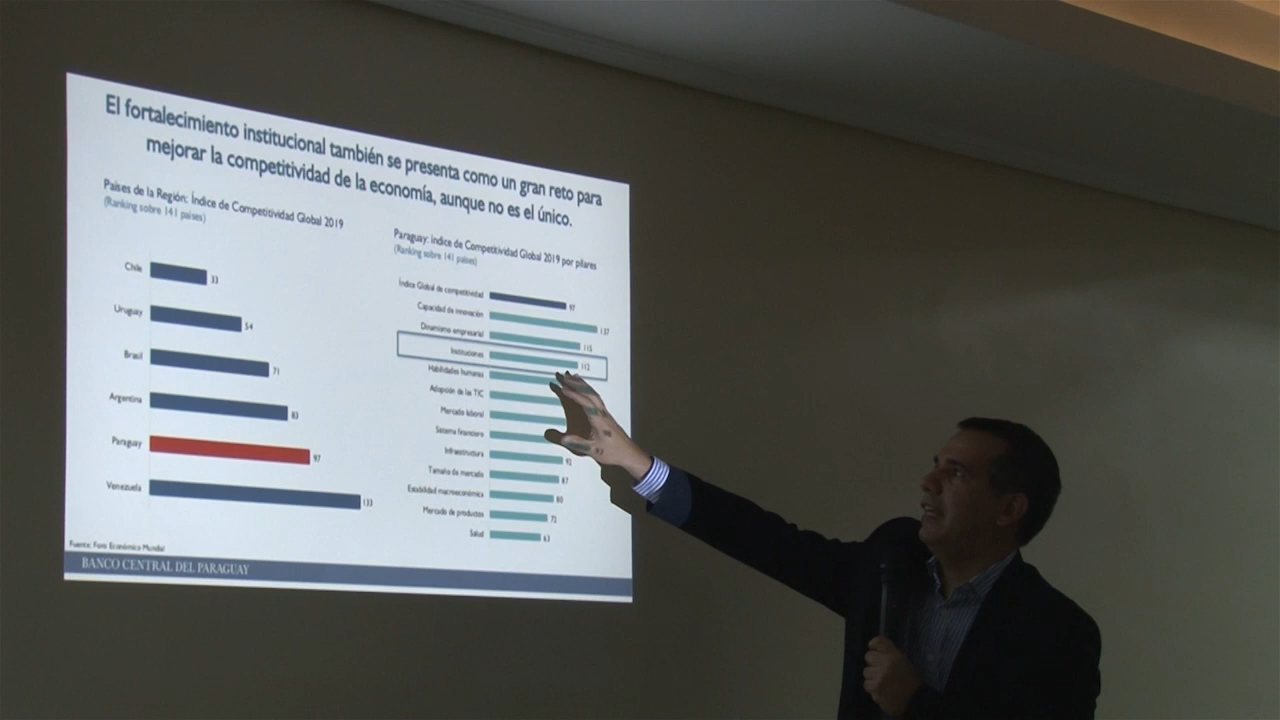 El fortalecimiento institucional también se presenta como un gran reto para
mejorar la competitividad de la economía, aunque no es el único.
Países de la Región: Índice de Competitividad Global 2019
(Ranking sobre 141 países)
Chile 33
Uruguay 54
Brasil 71
Argentina 83
Paraguay 97
Venezuela 133
Paraguay: Índice de Competitividad Global 2019 por pilares
(Ranking sobre 141 países)
Índice Global de competitividad 97
Capacidad de innovación 137
Dinamismo empresarial 115
Instituciones 112
Habilidades humanas
Adopción de las TIC
Mercado laboral
Sistema financiero
Infraestructura 92
Tamaño de mercado 87
Estabilidad macroeconómica 80
Mercado de productos 72
Salud 63
Fuente: Foro Económico Mundial
BANCO CENTRAL DEL PARAGUAY